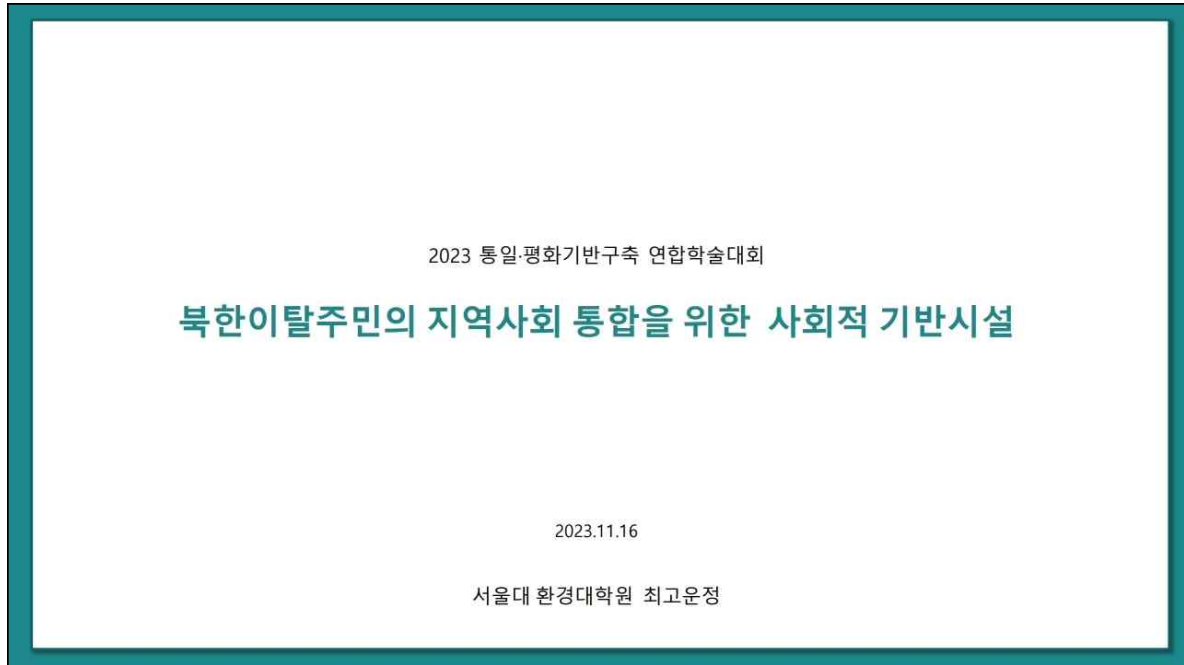 2023 통일·평화기반구축 연합학술대회
북한이탈주민의 지역사회 통합을 위한 사회적 기반시설
2023.11.16
서울대 환경대학원 최고운정